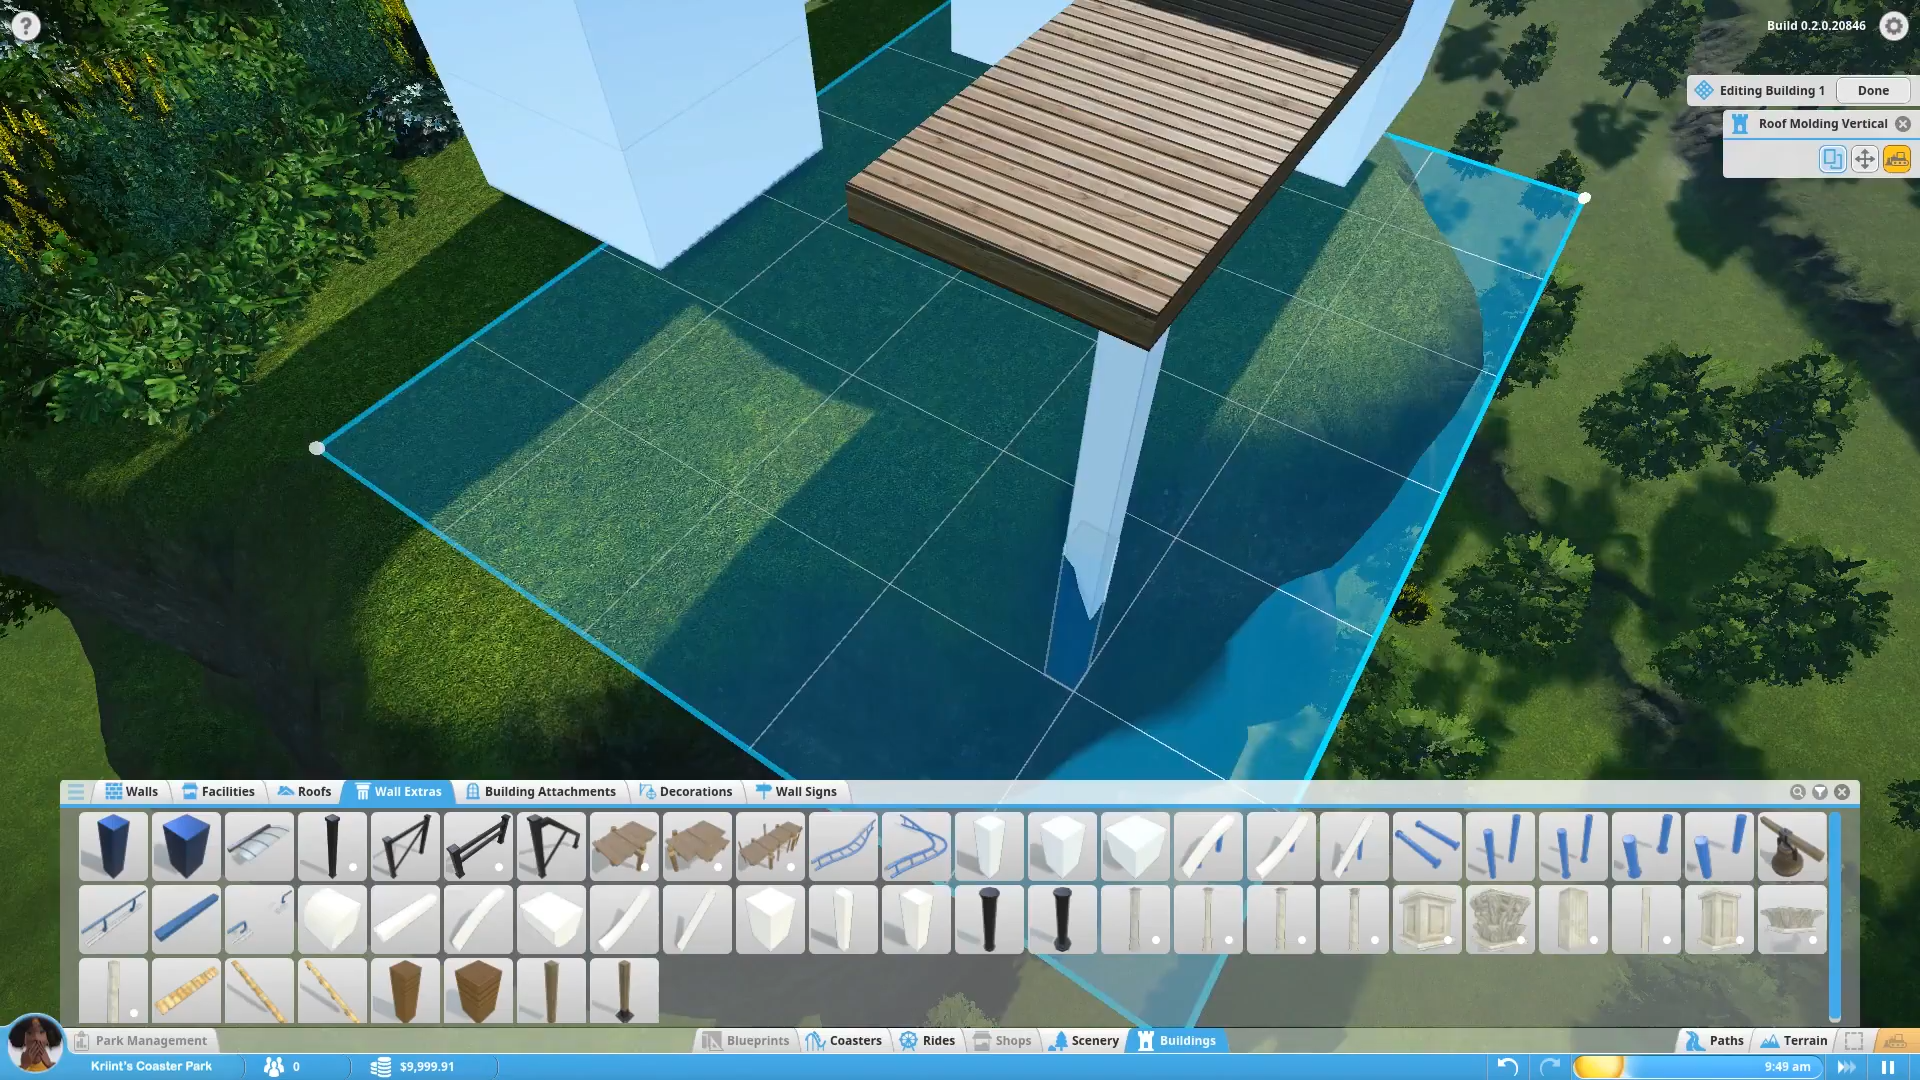 ?
Build 0.2.0.20846
Editing Building 1
Done
Roof Molding Vertical
Walls
Facilities
Roofs
Wall Extras
Building Attachments
Decorations
Wall Signs
Park Management
Blueprints
Coasters
Rides
Shops
Scenery
Buildings
Paths
Terrain
Kriint's Coaster Park
0
$9,999.91
9:49 am